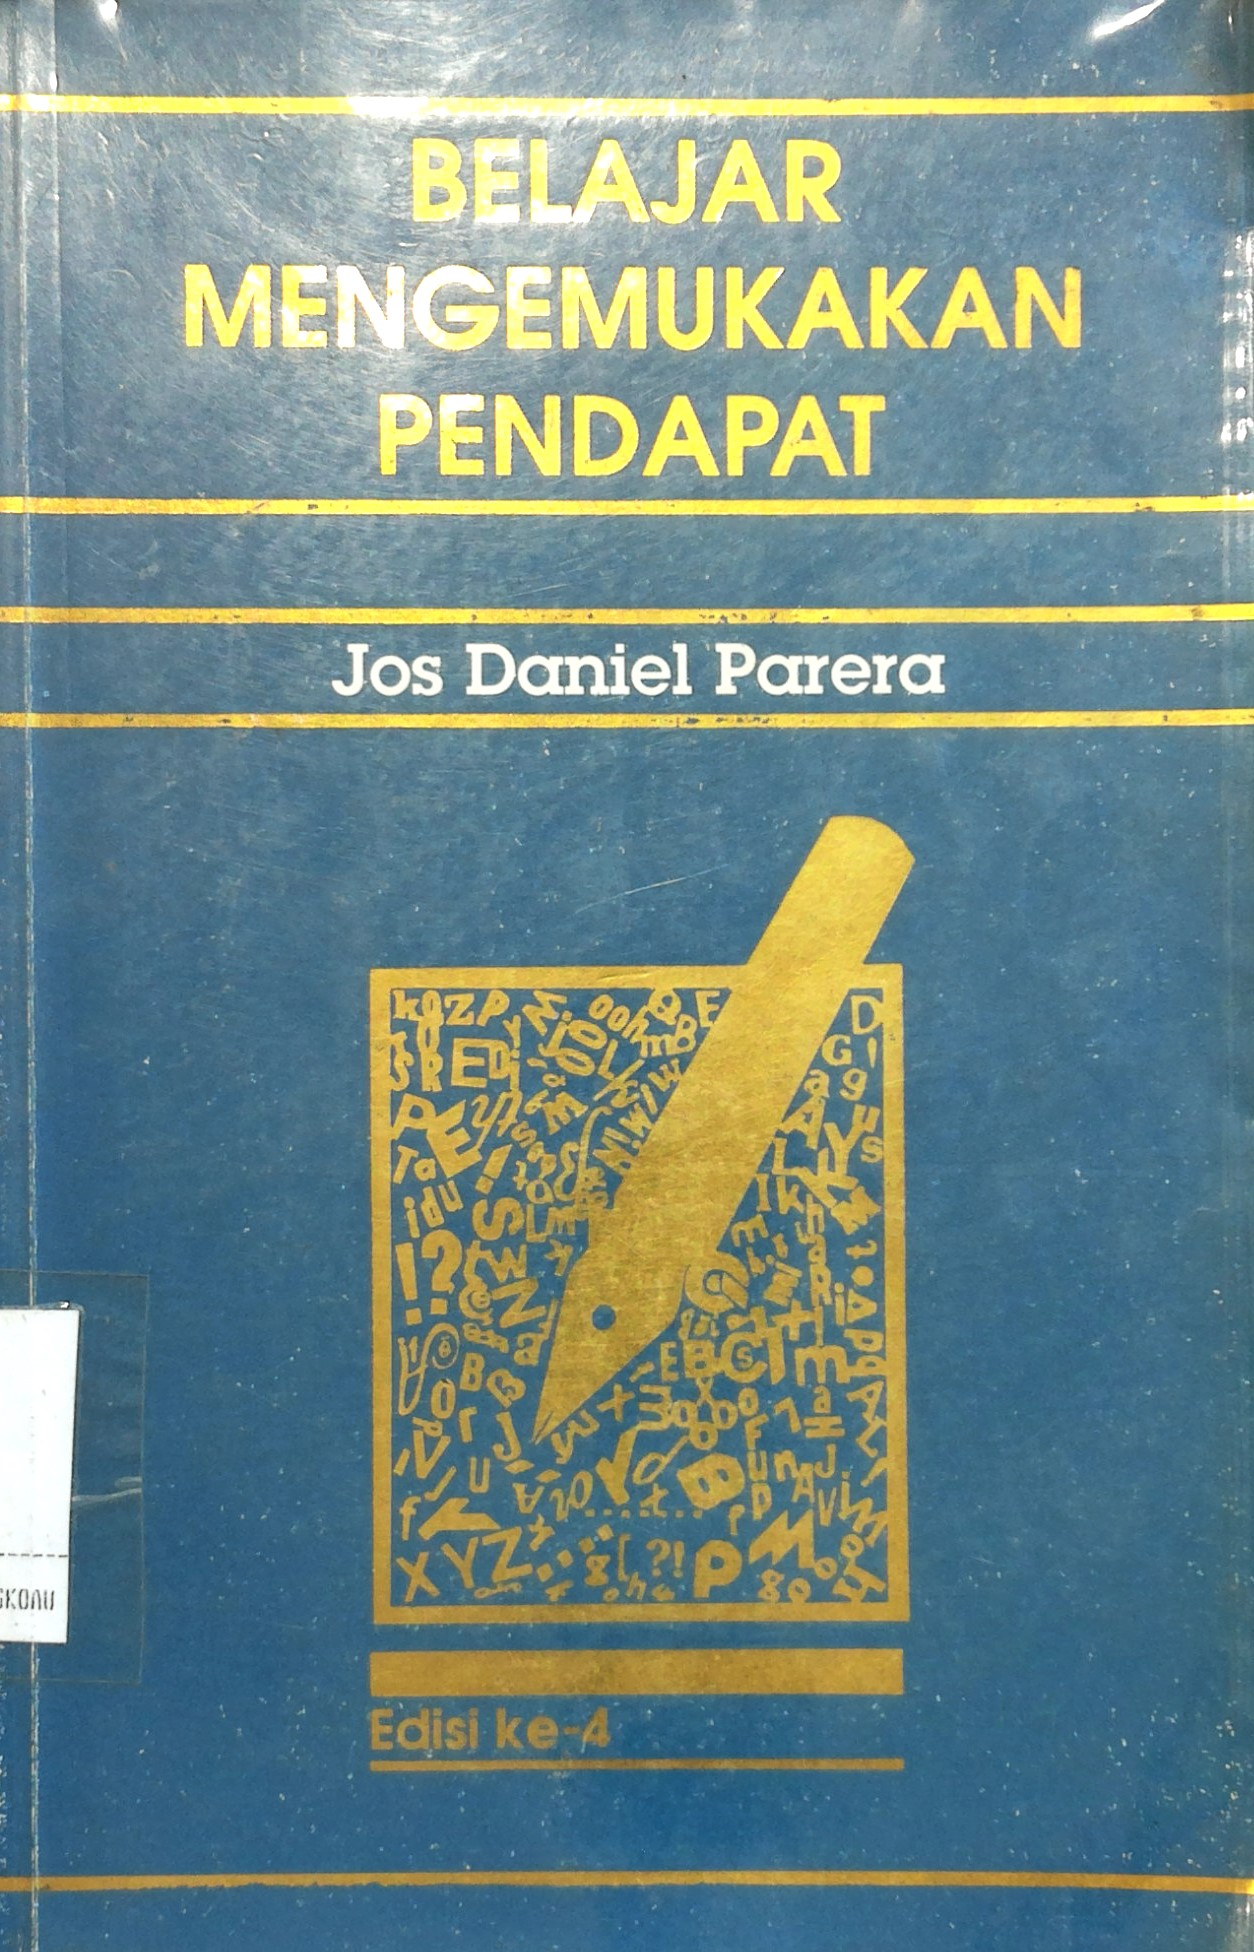 BELAJAR
MENGEMUKAKAN
PENDAPAT
Jos Daniel Parera
Edisi ke-4